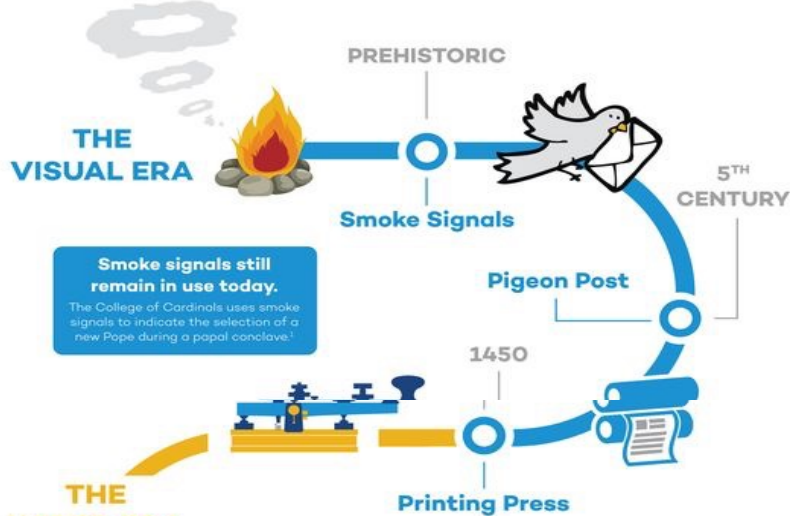 PREHISTORIC
THE
VISUAL ERA
5TH
CENTURY
Smoke Signals
Smoke signals still
remain in use today.
The College of Cardinals uses smoke
signals to indicate the selection of a
new Pope during a papal conclave.¹
Pigeon Post
1450
THE
Printing Press